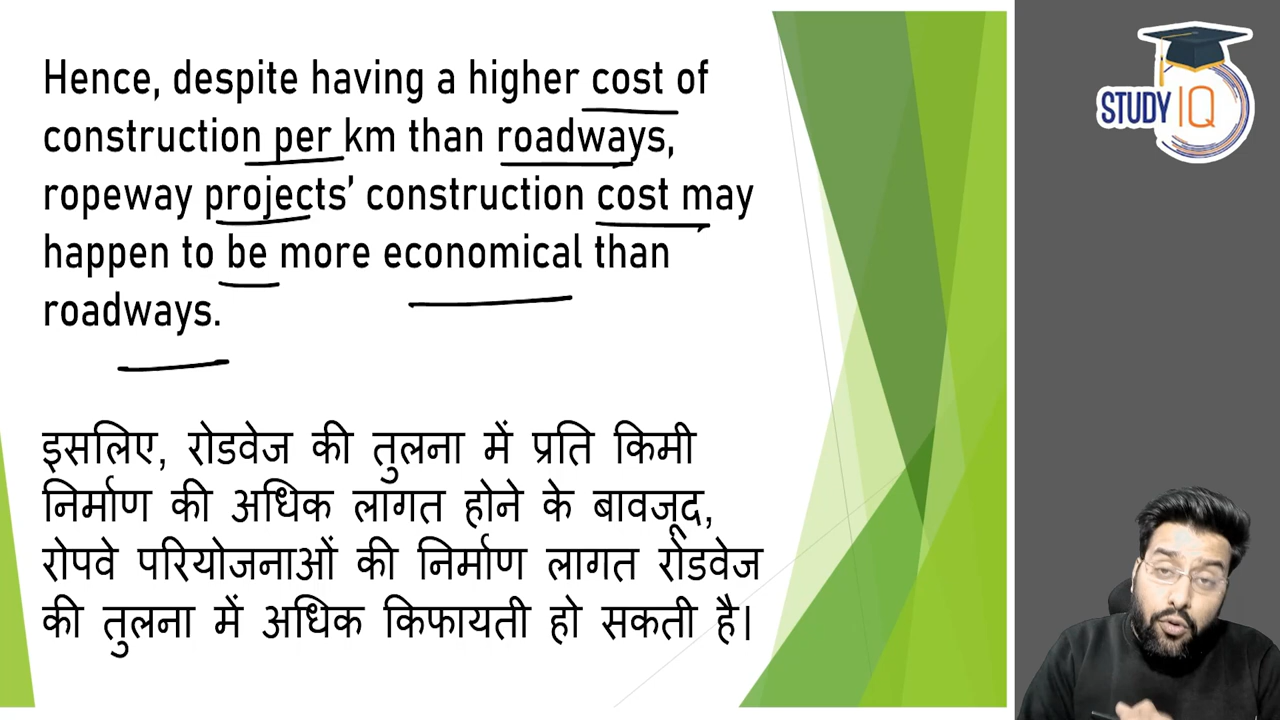 Hence, despite having a higher cost of
construction per km than roadways,
ropeway projects’ construction cost may
happen to be more economical than
roadways.
इसलिए, रोडवेज की तुलना में प्रति किमी
निर्माण की अधिक लागत होने के बावजूद,
रोपवे परियोजनाओं की निर्माण लागत रोडवेज
की तुलना में अधिक किफायती हो सकती है।
STUDY IQ